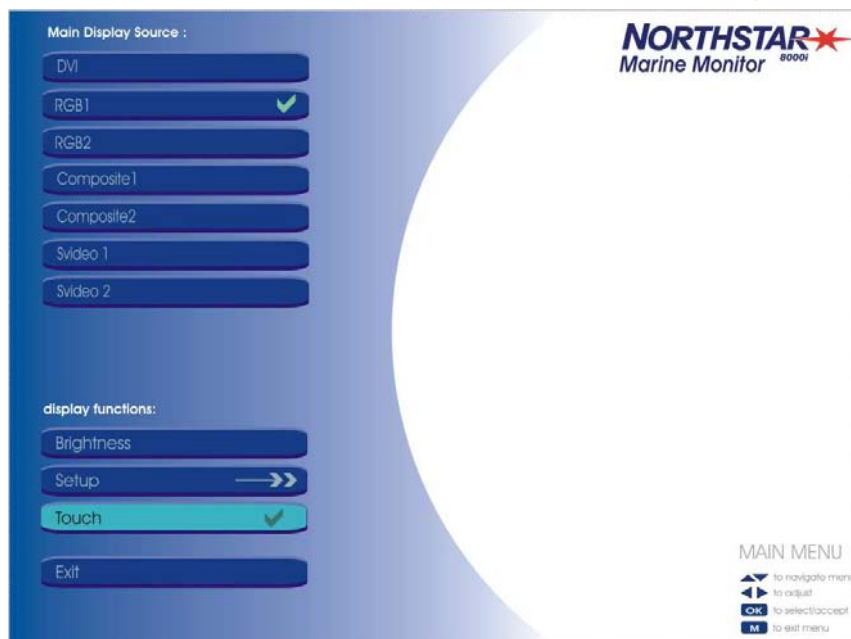 Main Display Source :
DVI
RGB1
RGB2
Composite1
Composite2
Svideo 1
Svideo 2
display functions:
Brightness
Setup
Touch
Exit
NORTHSTAR
Marine Monitor 8000i
MAIN MENU
to navigate menu
to adjust
OK to select/accept
M to exit menu